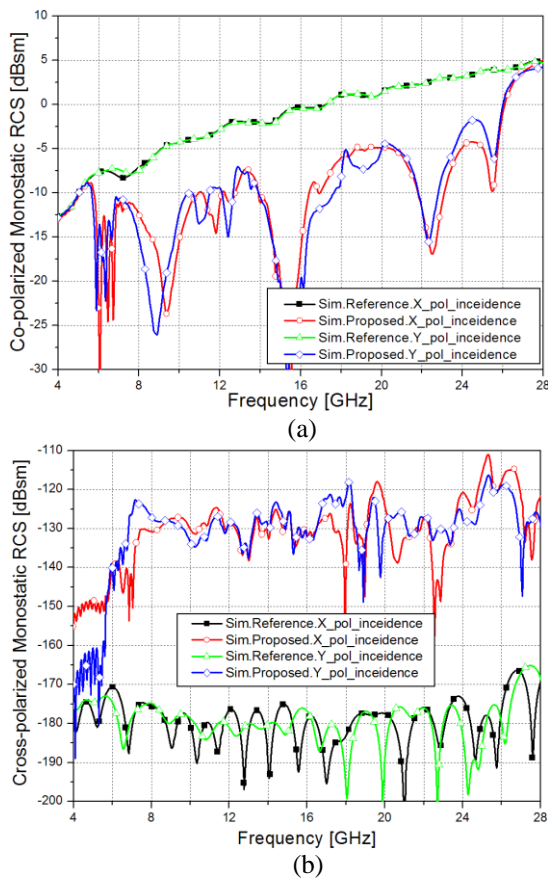 10
5
0
-5
-10
-15
-20
-25
-30
Co-polarized Monostatic RCS [dBsm]
Sim.Reference.X_pol_inceidence
Sim.Proposed.X_pol_inceidence
Sim.Reference.Y_pol_inceidence
Sim.Proposed.Y_pol_inceidence
4 8 12 16 20 24 28
Frequency [GHz]
(a)
-110
-120
-130
-140
-150
-160
-170
-180
-190
-200
Cross-polarized Monostatic RCS [dBsm]
Sim.Reference.X_pol_inceidence
Sim.Proposed.X_pol_inceidence
Sim.Reference.Y_pol_inceidence
Sim.Proposed.Y_pol_inceidence
4 8 12 16 20 24 28
Frequency [GHz]
(b)